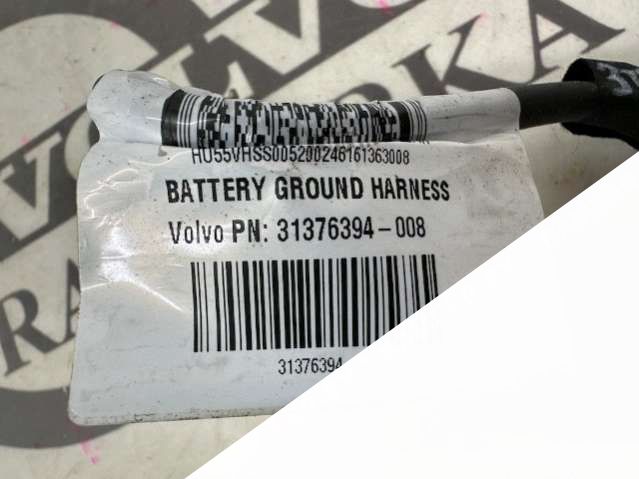 HU55VHSS005200246161363008
BATTERY GROUND HARNESS
Volvo PN: 31376394-008
31376394